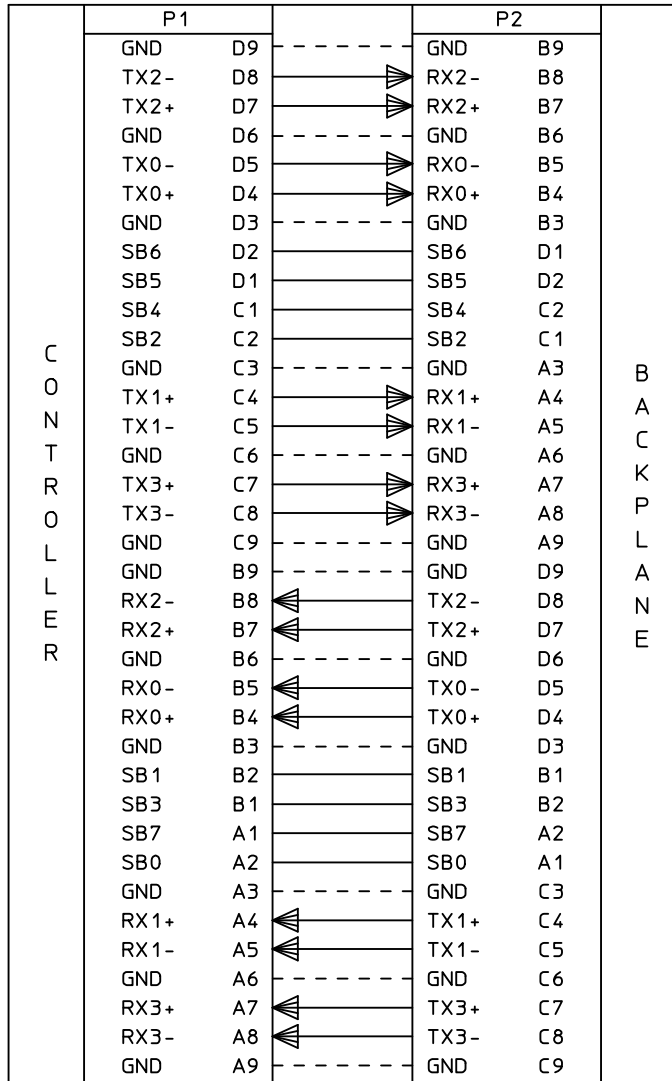 P1 P2
GND D9 GND B9
TX2- D8 RX2- B8
TX2+ D7 RX2+ B7
GND D6 GND B6
TX0- D5 RX0- B5
TX0+ D4 RX0+ B4
GND D3 GND B3
SB6 D2 SB6 D1
SB5 D1 SB5 D2
SB4 C1 SB4 C2
SB2 C2 SB2 C1
GND C3 GND A3
TX1+ C4 RX1+ A4
TX1- C5 RX1- A5
GND C6 GND A6
TX3+ C7 RX3+ A7
TX3- C8 RX3- A8
GND C9 GND A9
GND B9 GND D9
RX2- B8 TX2- D8
RX2+ B7 TX2+ D7
GND B6 GND D6
RX0- B5 TX0- D5
RX0+ B4 TX0+ D4
GND B3 GND D3
SB1 B2 SB1 B1
SB3 B1 SB3 B2
SB7 A1 SB7 A2
SB0 A2 SB0 A1
GND A3 GND C3
RX1+ A4 TX1+ C4
RX1- A5 TX1- C5
GND A6 GND C6
RX3+ A7 TX3+ C7
RX3- A8 TX3- C8
GND A9 GND C9
CONTROLLER
BACKPLANE